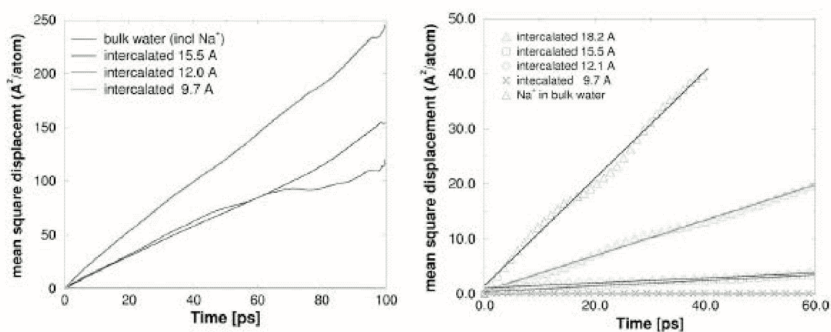 250
200
150
100
50
0
mean square displacemt (A²/atom)
bulk water (incl Na⁺)
intercalated 15.5 A
intercalated 12.0 A
intercalated 9.7 A
0 20 40 60 80 100
Time [ps]
50.0
40.0
30.0
20.0
10.0
0.0
mean square displacement (A²/atom)
intercalated 18.2 A
intercalated 15.5 A
intercalated 12.1 A
intecalated 9.7 A
Na⁺ in bulk water
0.0 20.0 40.0 60.0
Time [ps]